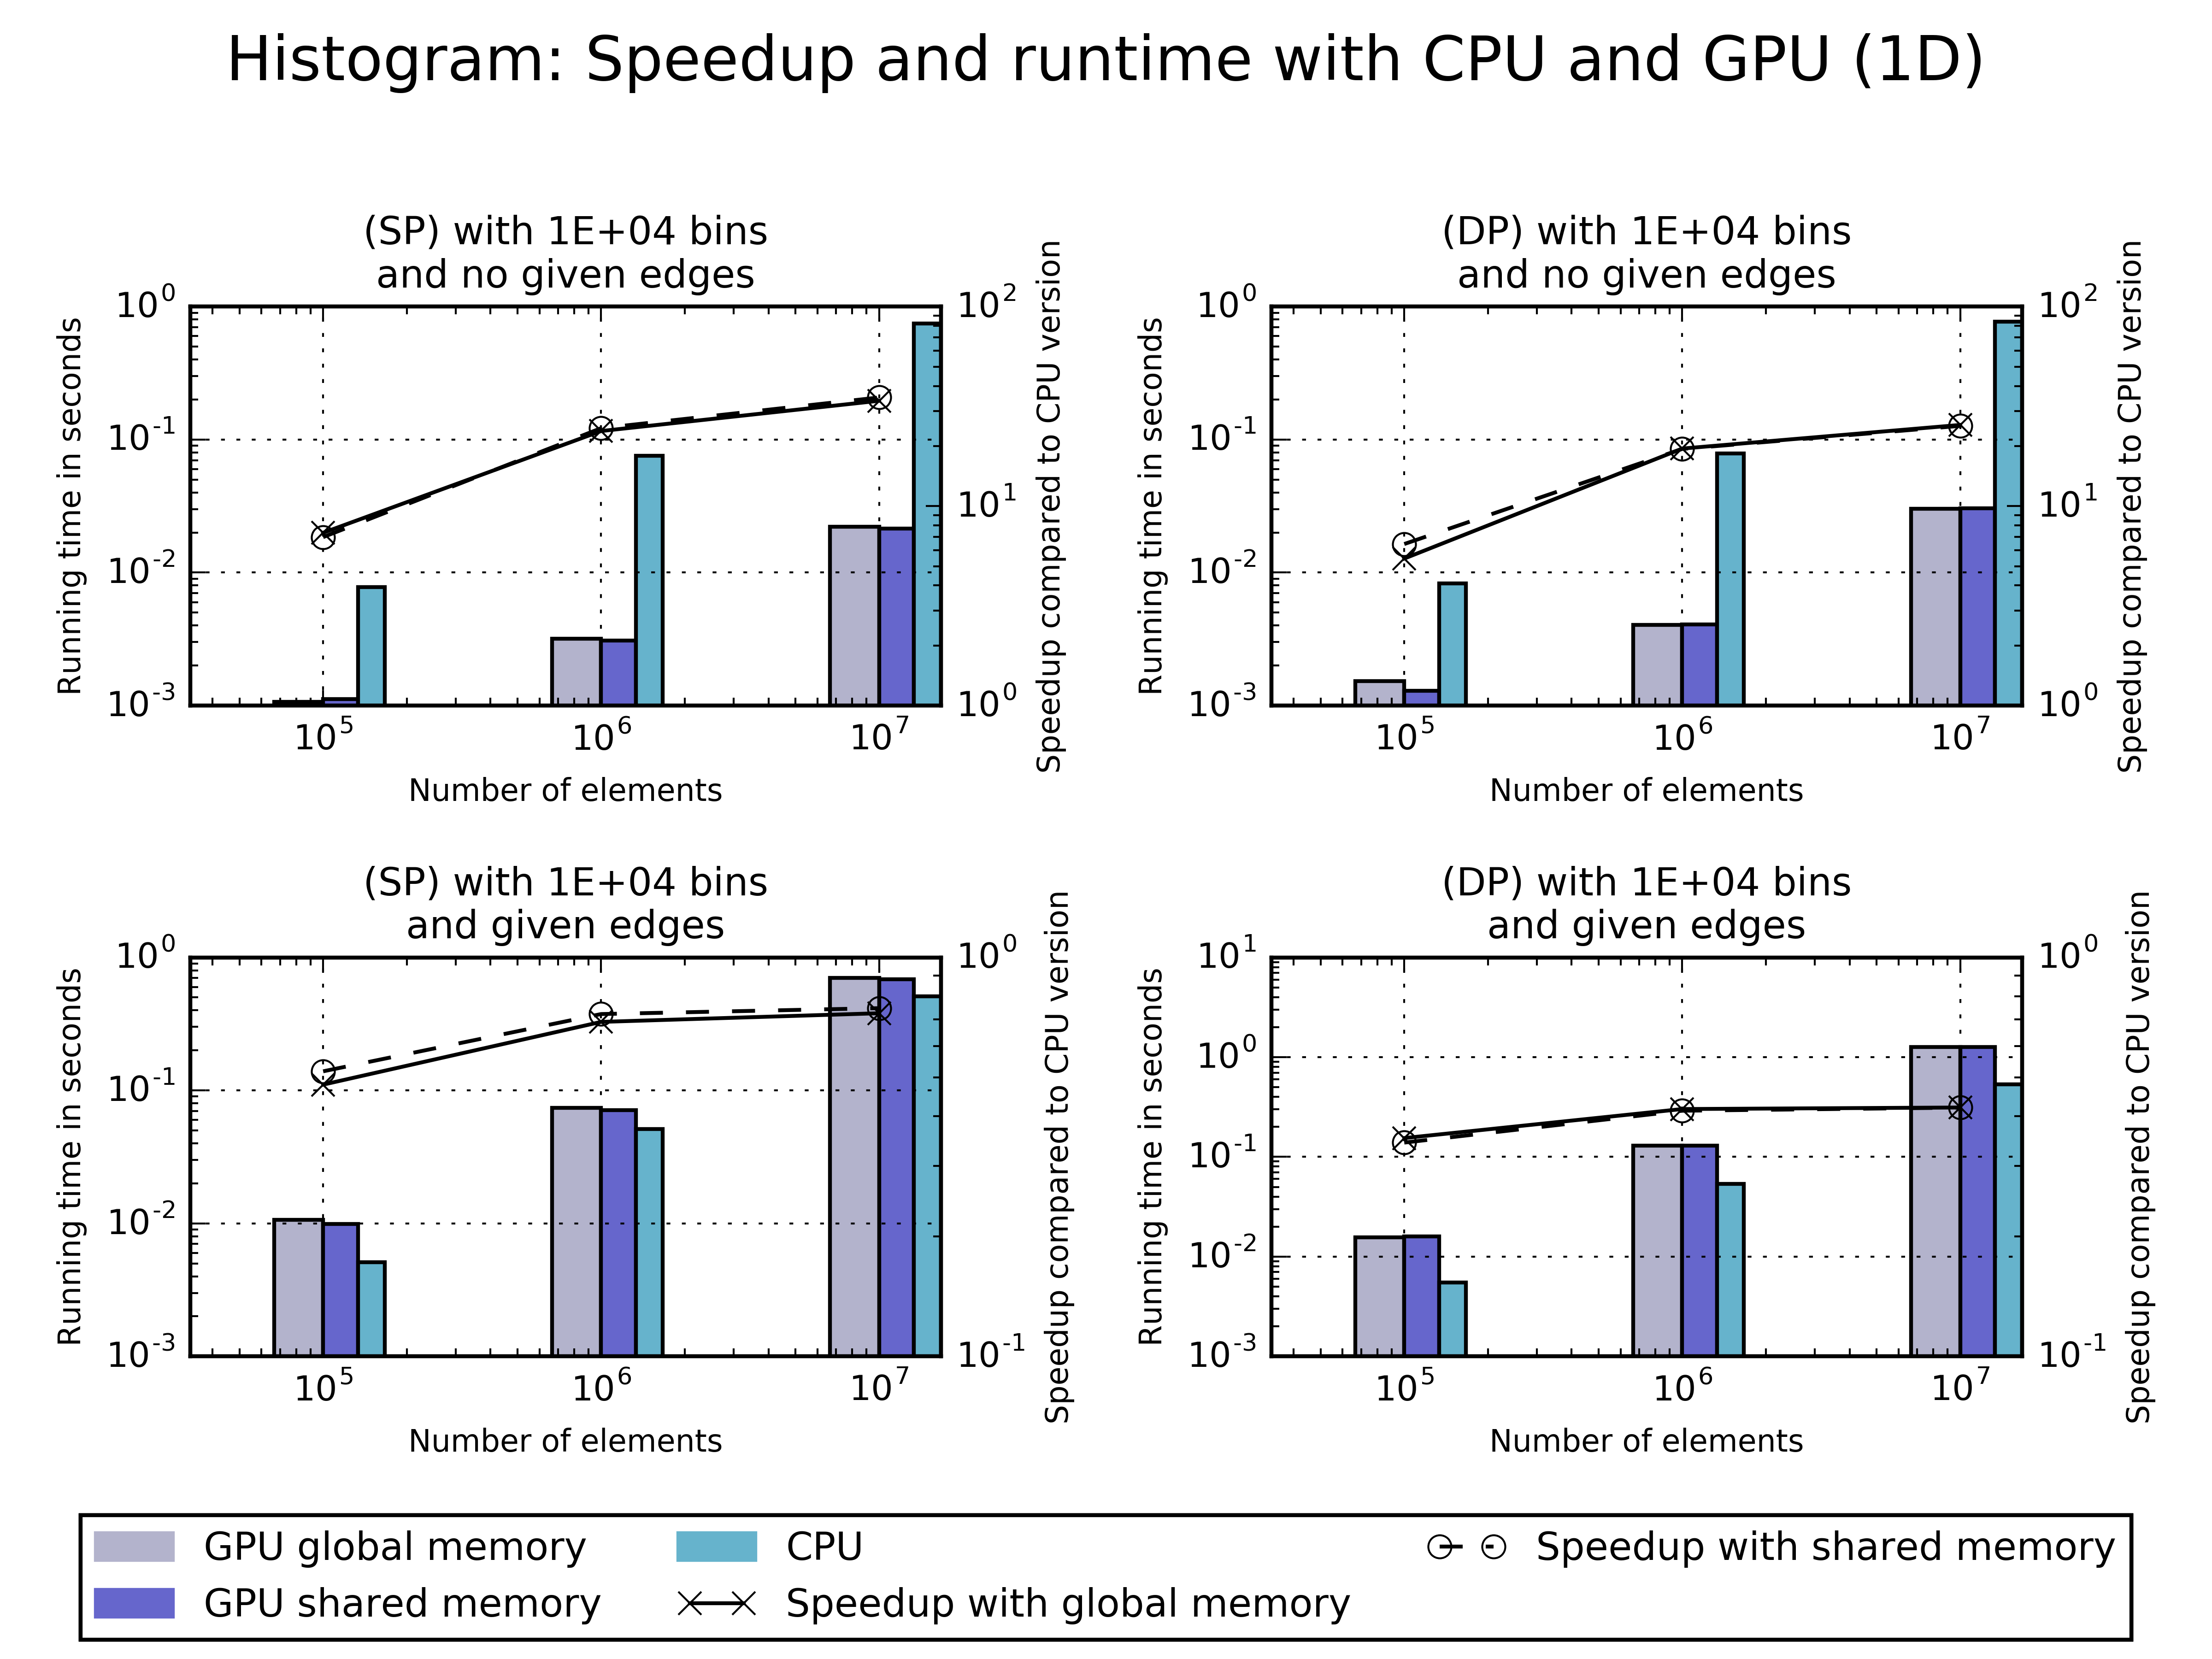 Histogram: Speedup and runtime with CPU and GPU (1D)
(SP) with 1E+04 bins
and no given edges
Running time in seconds
10^0
10^-1
10^-2
10^-3
10^5 10^6 10^7
Number of elements
10^2
10^1
10^0
Speedup compared to CPU version
(DP) with 1E+04 bins
and no given edges
Running time in seconds
10^0
10^-1
10^-2
10^-3
10^5 10^6 10^7
Number of elements
10^2
10^1
10^0
Speedup compared to CPU version
(SP) with 1E+04 bins
and given edges
Running time in seconds
10^0
10^-1
10^-2
10^-3
10^5 10^6 10^7
Number of elements
10^0
10^-1
Speedup compared to CPU version
(DP) with 1E+04 bins
and given edges
Running time in seconds
10^1
10^0
10^-1
10^-2
10^-3
10^5 10^6 10^7
Number of elements
10^0
10^-1
Speedup compared to CPU version
GPU global memory
GPU shared memory
CPU
Speedup with global memory
Speedup with shared memory